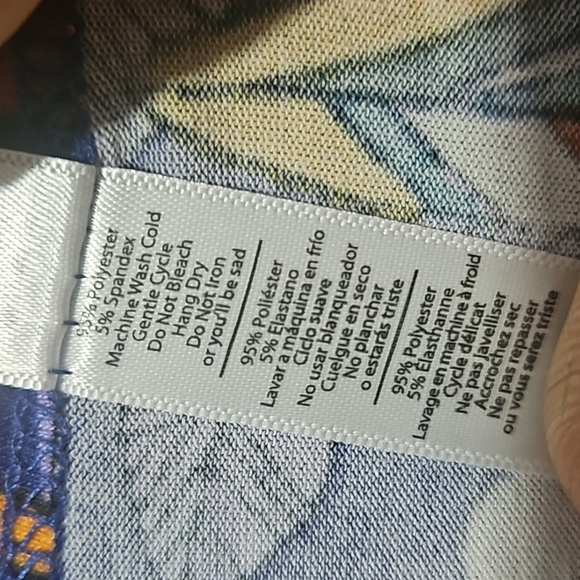 95% Polyester
5% Spandex
Machine Wash Cold
Gentle Cycle
Do Not Bleach
Hang Dry
Do Not Iron
or you'll be sad
95% Poliéster
5% Elastano
Lavar a máquina en frío
Ciclo suave
No usar blanqueador
Cuelgue en seco
No planchar
o estarás triste
95% Polyester
5% Élasthanne
Lavage en machine à froid
Cycle délicat
Ne pas javelliser
Accrochez sec
Ne pas repasser
ou vous serez triste